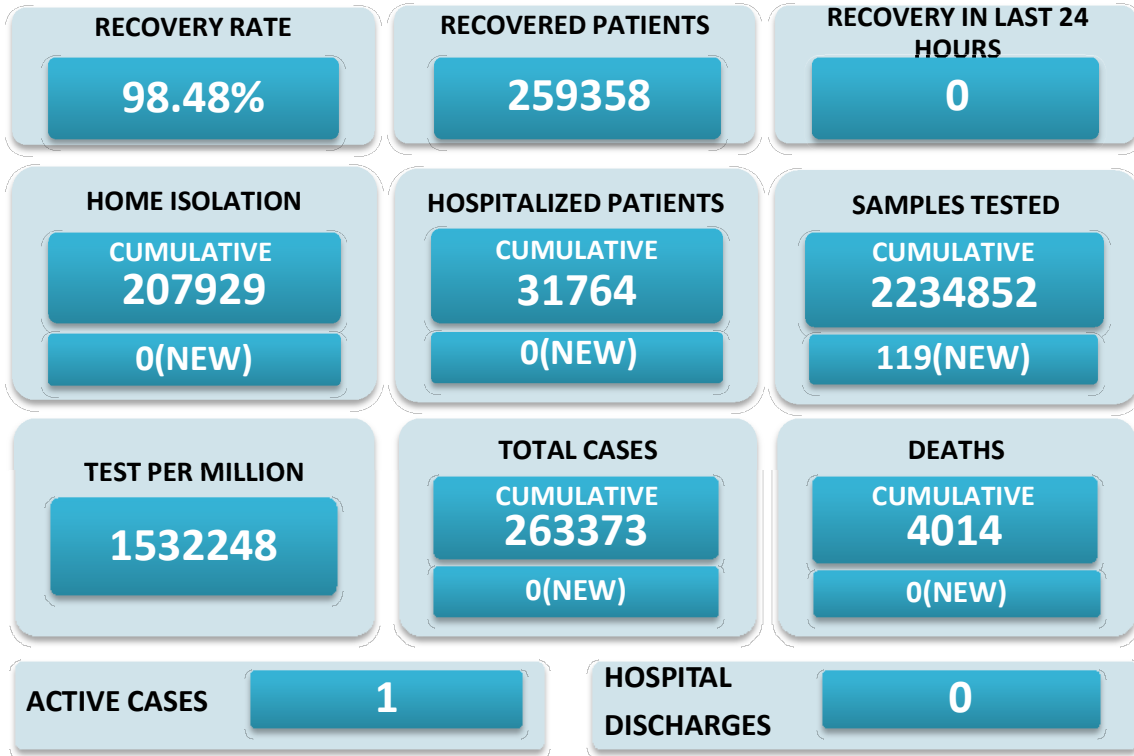 RECOVERY RATE
98.48%
RECOVERED PATIENTS
259358
RECOVERY IN LAST 24
HOURS
0
HOME ISOLATION
CUMULATIVE
207929
0(NEW)
HOSPITALIZED PATIENTS
CUMULATIVE
31764
0(NEW)
SAMPLES TESTED
CUMULATIVE
2234852
119(NEW)
TEST PER MILLION
1532248
TOTAL CASES
CUMULATIVE
263373
0(NEW)
DEATHS
CUMULATIVE
4014
0(NEW)
ACTIVE CASES
1
HOSPITAL
DISCHARGES
0